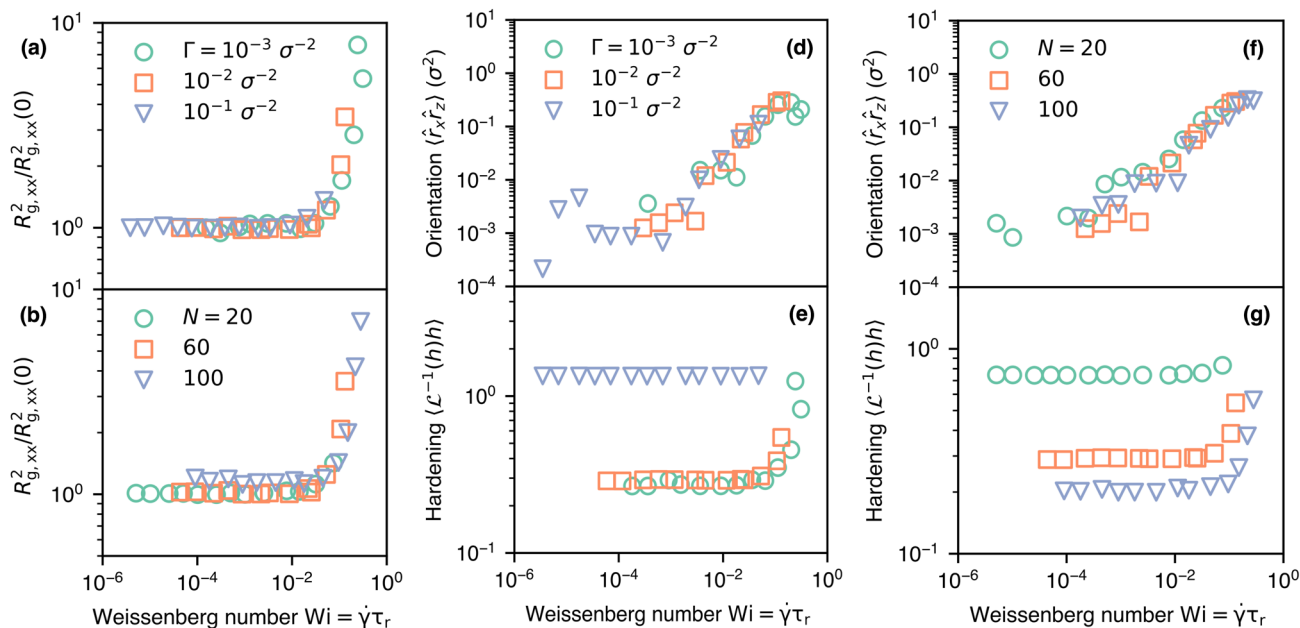 (a)
Γ = 10⁻³ σ⁻²
10⁻² σ⁻²
10⁻¹ σ⁻²
R²g,xx/R²g,xx(0)
10¹
10⁰
(b)
N = 20
60
100
R²g,xx/R²g,xx(0)
10¹
10⁰
10⁻⁶ 10⁻⁴ 10⁻² 10⁰
Weissenberg number Wi = γ̇τr
(d)
Γ = 10⁻³ σ⁻²
10⁻² σ⁻²
10⁻¹ σ⁻²
Orientation ⟨r̂xr̂z⟩ (σ²)
10¹
10⁰
10⁻¹
10⁻²
10⁻³
10⁻⁴
(e)
Hardening ⟨ℒ⁻¹(h)h⟩
10⁰
10⁻¹
10⁻⁶ 10⁻⁴ 10⁻² 10⁰
Weissenberg number Wi = γ̇τr
(f)
N = 20
60
100
Orientation ⟨r̂xr̂z⟩ (σ²)
10¹
10⁰
10⁻¹
10⁻²
10⁻³
10⁻⁴
(g)
Hardening ⟨ℒ⁻¹(h)h⟩
10⁰
10⁻¹
10⁻⁶ 10⁻⁴ 10⁻² 10⁰
Weissenberg number Wi = γ̇τr